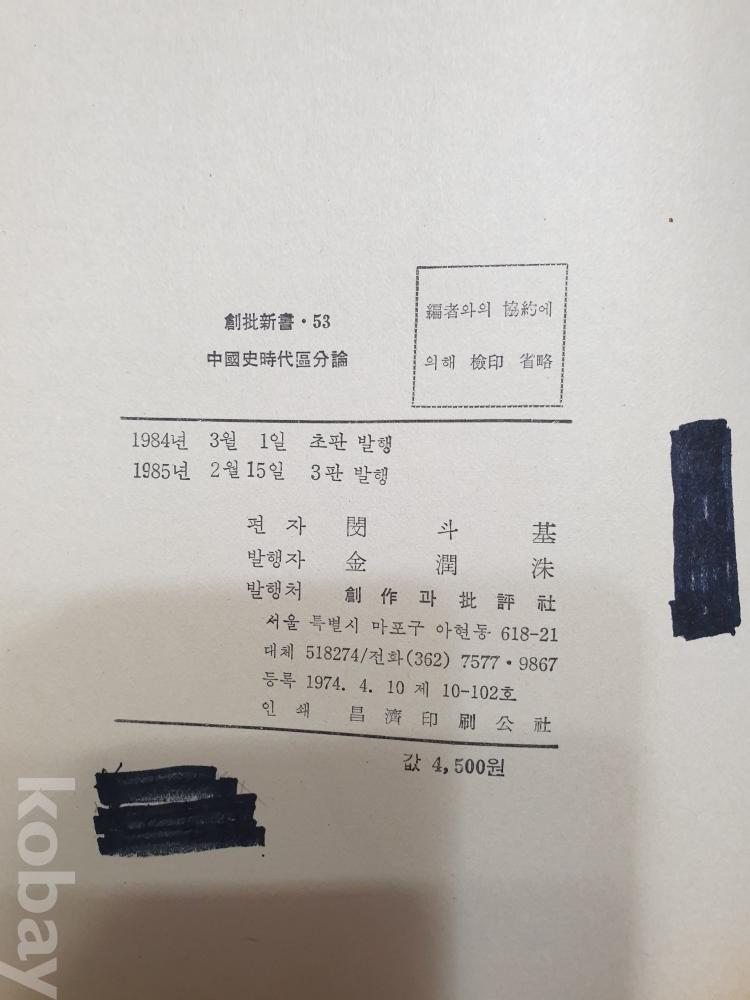 創批新書・53
中國史時代區分論
編者와의 協約에
의해 檢印 省略
1984년 3월 1일 초판 발행
1985년 2월 15일 3판 발행
편 자 閔 斗 基
발행자 金 潤 洙
발행처 創 作 과 批 評 社
서울 특별시 마포구 아현동 618-21
대체 518274/전화(362) 7577・9867
등록 1974. 4. 10 제 10-102호
인 쇄 昌 濟 印 刷 公 社
값 4,500원
kobay